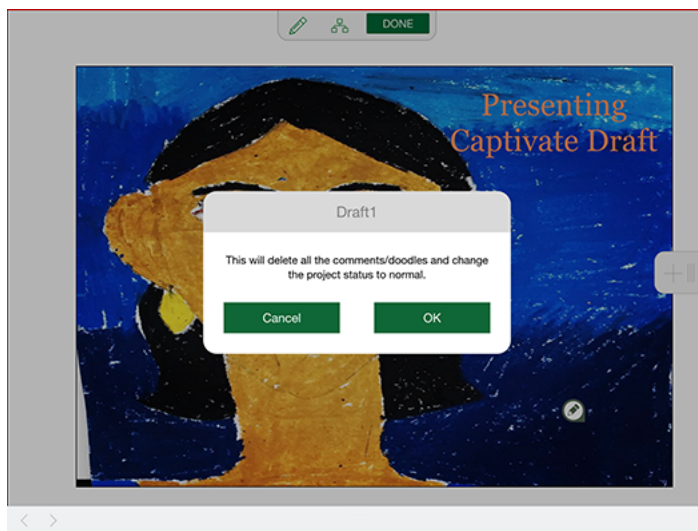 DONE
Presenting
Captivate Draft
Draft1
This will delete all the comments/doodles and change
the project status to normal.
Cancel
OK